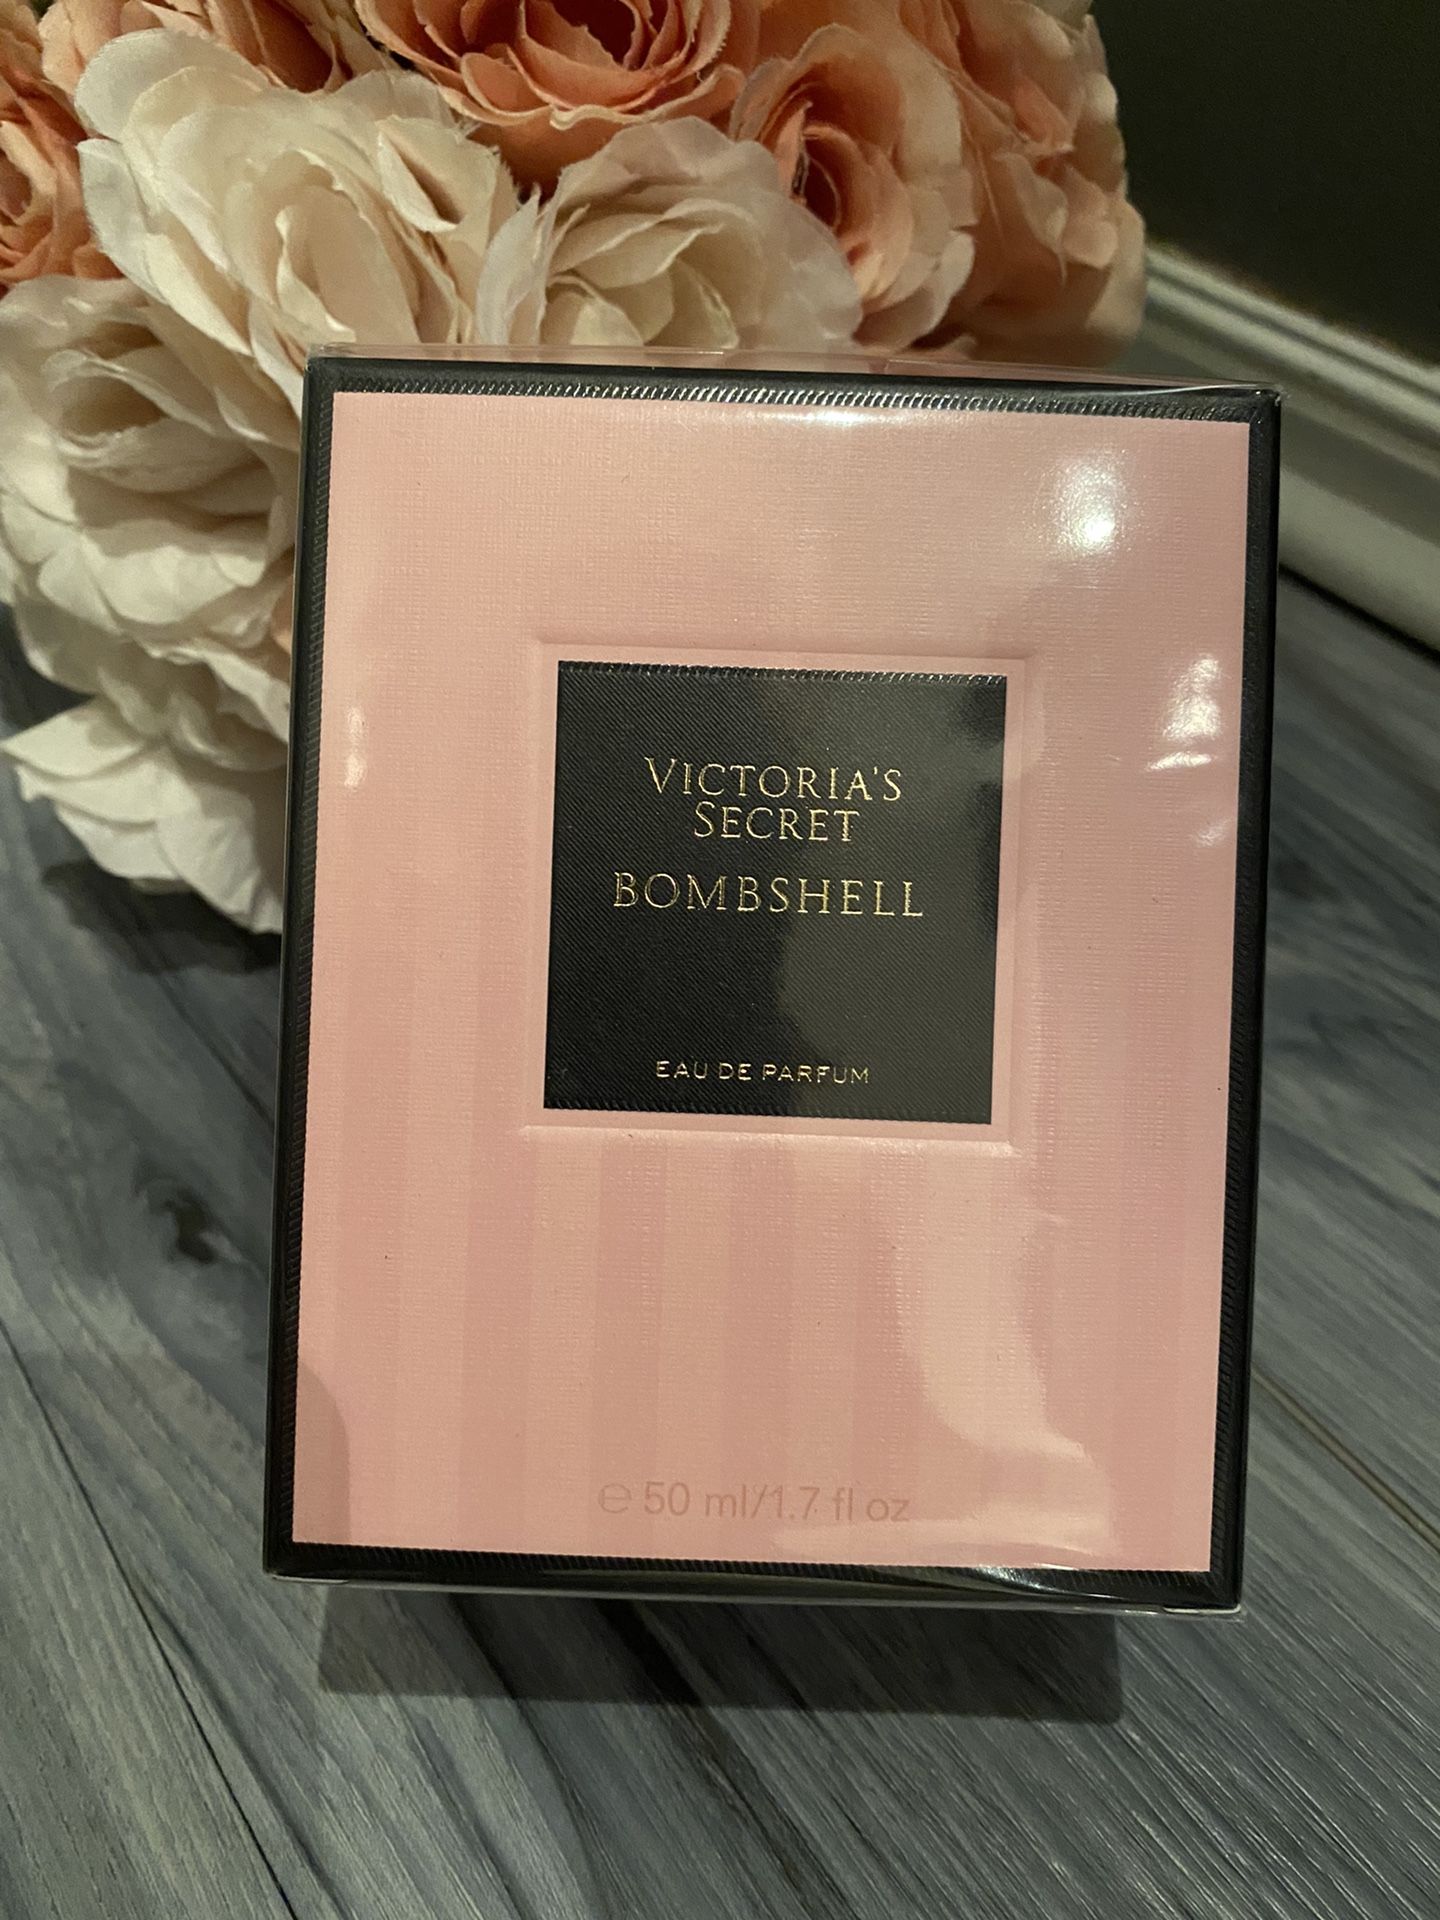 VICTORIA'S
SECRET
BOMBSHELL
EAU DE PARFUM
℮ 50 ml/1.7 fl oz